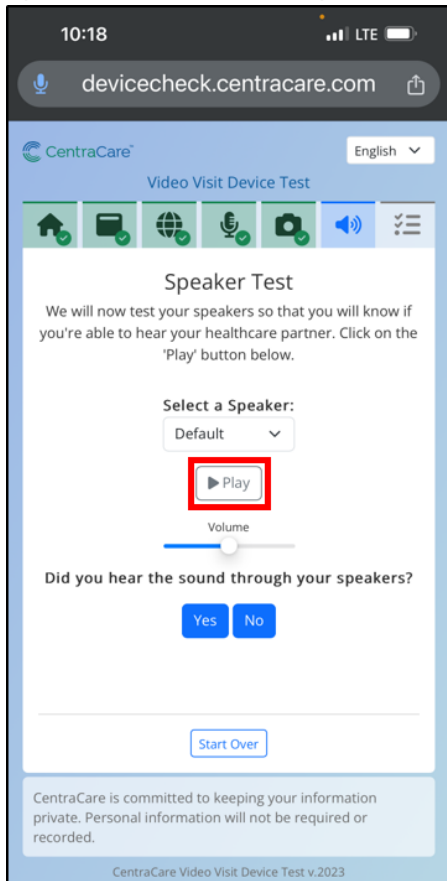 10:18
LTE
devicecheck.centracare.com
CentraCare™
English
Video Visit Device Test
Speaker Test
We will now test your speakers so that you will know if
you're able to hear your healthcare partner. Click on the
'Play' button below.
Select a Speaker:
Default
Play
Volume
Did you hear the sound through your speakers?
Yes No
Start Over
CentraCare is committed to keeping your information
private. Personal information will not be required or
recorded.
CentraCare Video Visit Device Test v.2023